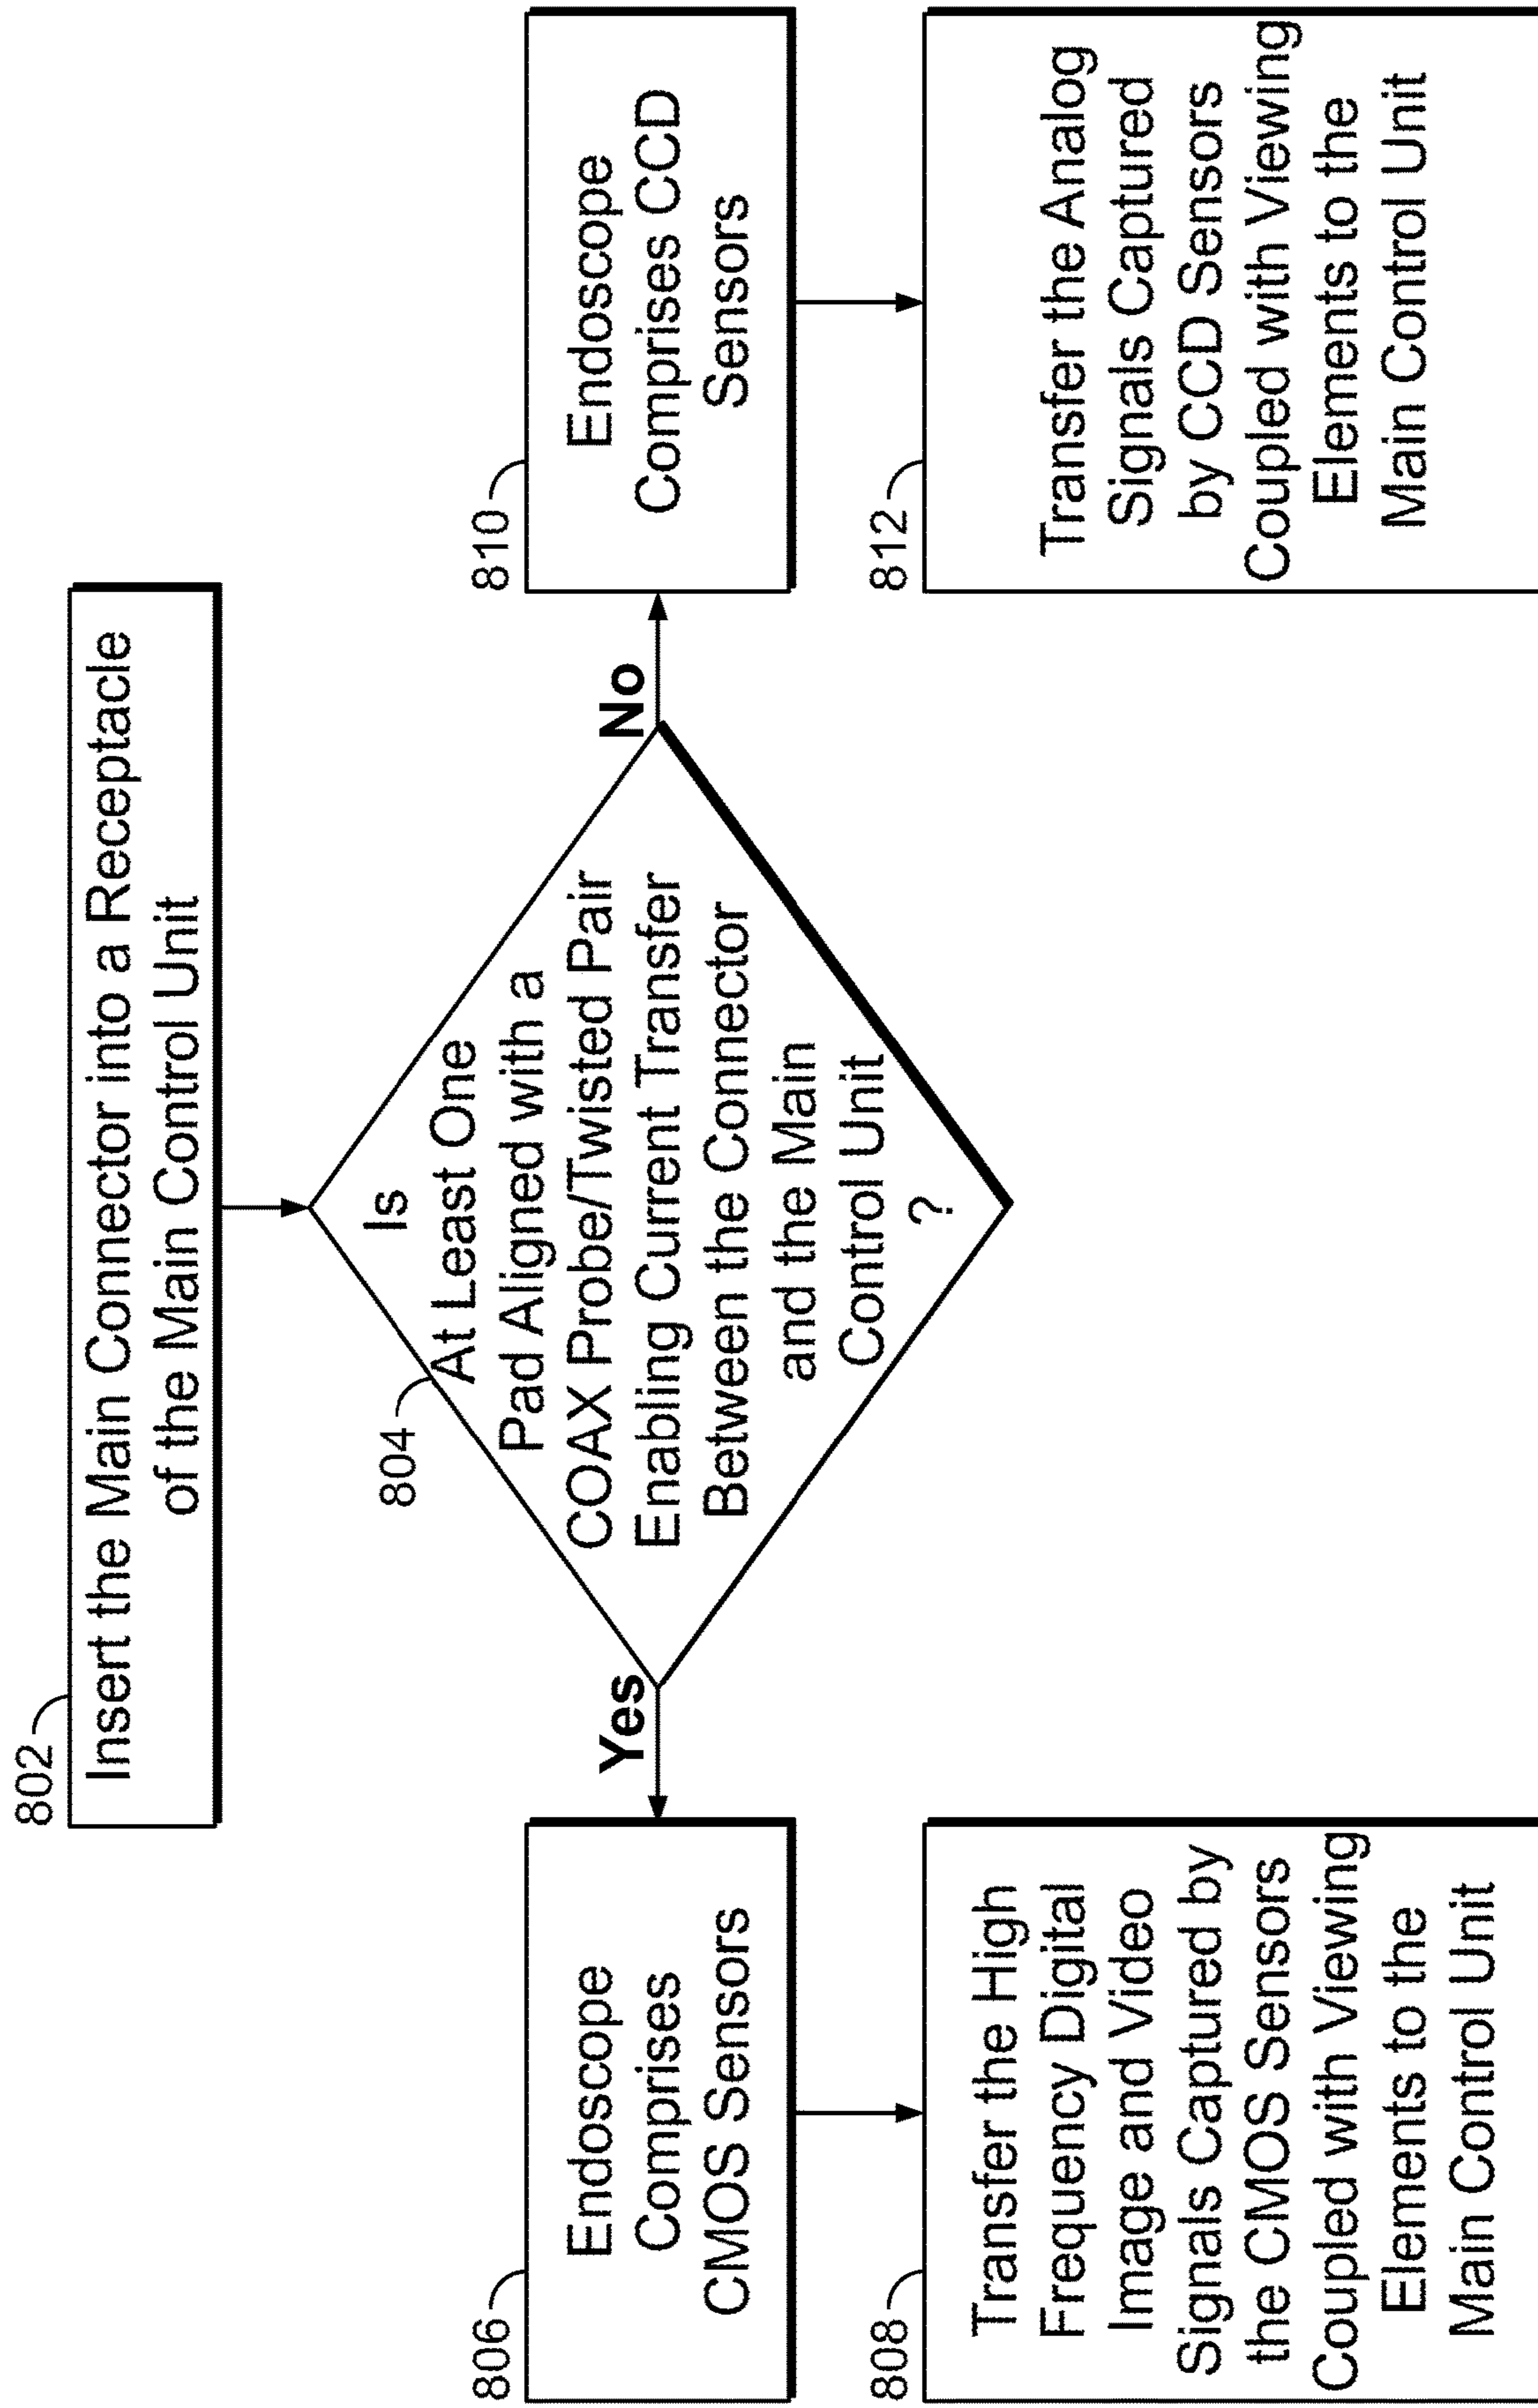 802
Insert the Main Connector into a Receptacle
of the Main Control Unit
804
Is
At Least One
Pad Aligned with a
COAX Probe/Twisted Pair
Enabling Current Transfer
Between the Connector
and the Main
Control Unit
?
Yes
No
806
Endoscope
Comprises
CMOS Sensors
810
Endoscope
Comprises CCD
Sensors
808
Transfer the High
Frequency Digital
Image and Video
Signals Captured by
the CMOS Sensors
Coupled with Viewing
Elements to the
Main Control Unit
812
Transfer the Analog
Signals Captured
by CCD Sensors
Coupled with Viewing
Elements to the
Main Control Unit